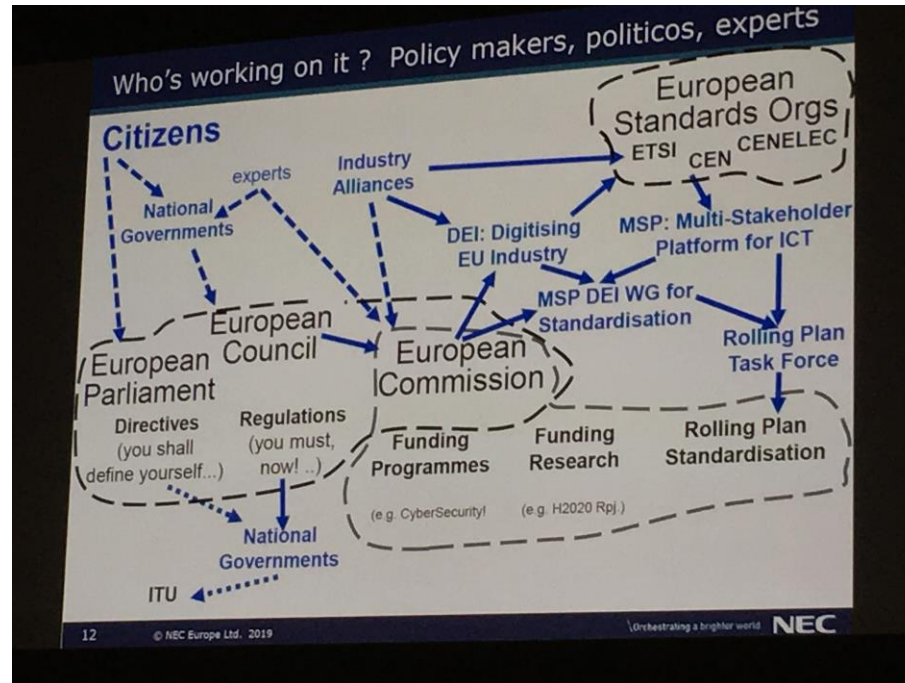 Who's working on it ? Policy makers, politicos, experts
European
Standards Orgs
ETSI CEN CENELEC
Citizens
experts
Industry
Alliances
National
Governments
DEI: Digitising
EU Industry
MSP: Multi-Stakeholder
Platform for ICT
MSP DEI WG for
Standardisation
Rolling Plan
Task Force
European
Council
European
Parliament
European
Commission
Directives
(you shall
define yourself...)
Regulations
(you must,
now! ..)
Funding
Programmes
(e.g. CyberSecurity!
Funding
Research
(e.g. H2020 Rpj.)
Rolling Plan
Standardisation
National
Governments
ITU
12
© NEC Europe Ltd. 2019
\Orchestrating a brighter world
NEC